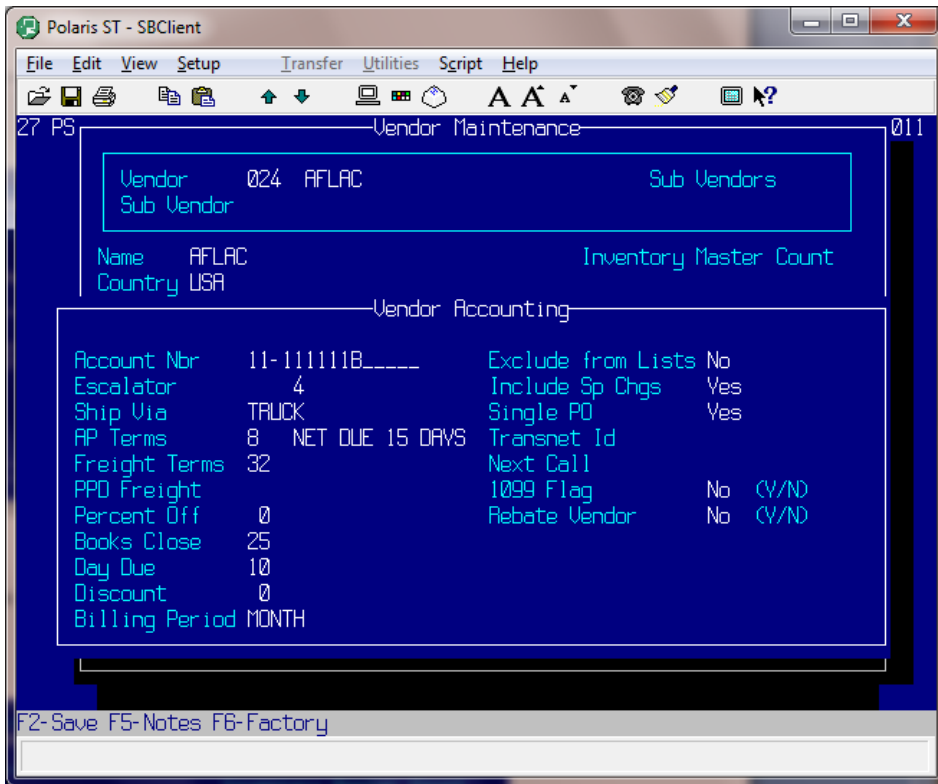 Polaris ST - SBClient
File Edit View Setup Transfer Utilities Script Help
A A A
27 PS Vendor Maintenance 011
Vendor 024 AFLAC Sub Vendors
Sub Vendor
Name AFLAC Inventory Master Count
Country USA
Vendor Accounting
Account Nbr 11-111111B_____ Exclude from Lists No
Escalator 4 Include Sp Chgs Yes
Ship Via TRUCK Single PO Yes
AP Terms 8 NET DUE 15 DAYS Transnet Id
Freight Terms 32 Next Call
PPD Freight 1099 Flag No (Y/N)
Percent Off 0 Rebate Vendor No (Y/N)
Books Close 25
Day Due 10
Discount 0
Billing Period MONTH
F2-Save F5-Notes F6-Factory